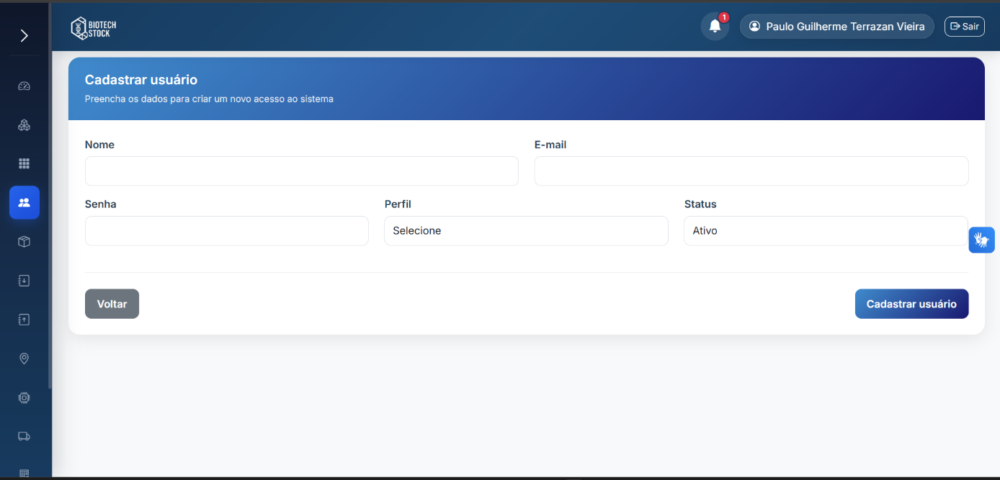 BIOTECH
STOCK
1
Paulo Guilherme Terrazan Vieira
Sair
Cadastrar usuário
Preencha os dados para criar um novo acesso ao sistema
Nome
E-mail
Senha
Perfil
Status
Selecione
Ativo
Voltar
Cadastrar usuário